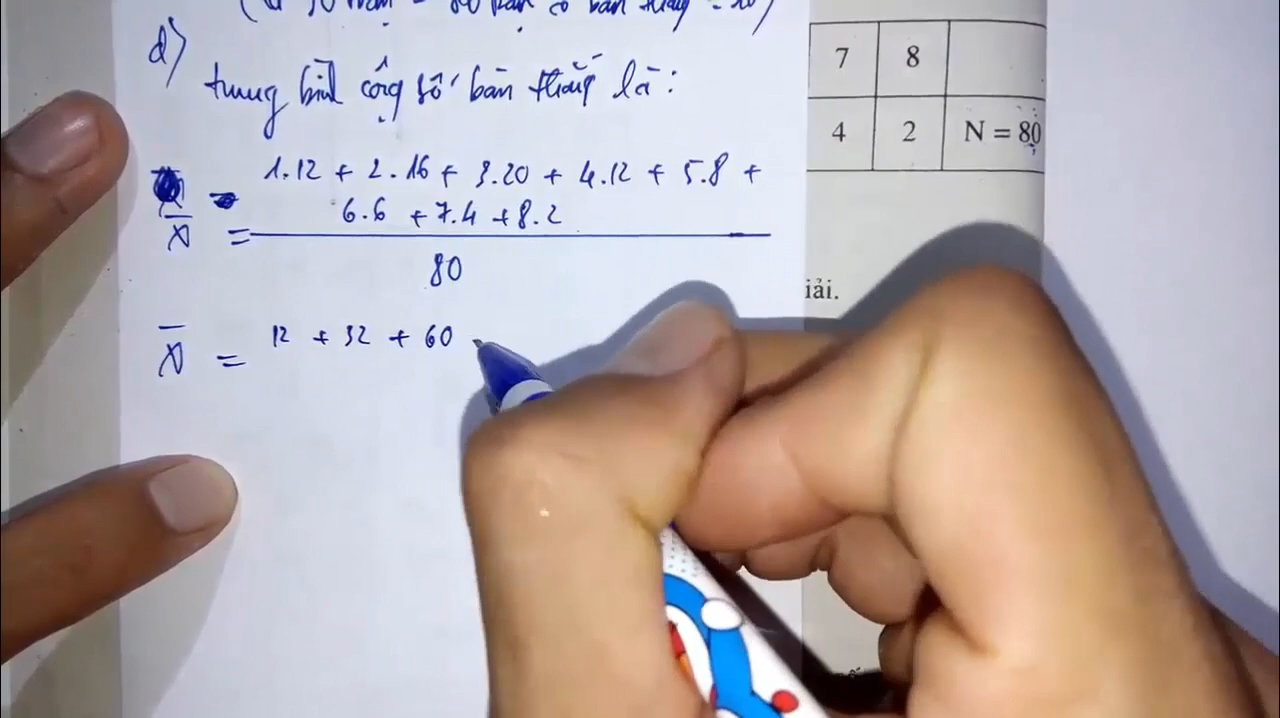 d)
trung bình cộng số bàn thắng là:
1.12 + 2.16 + 3.20 + 4.12 + 5.8 +
6.6 + 7.4 + 8.2
X̄ =
80
X̄ = 12 + 32 + 60
7 8
4 2 N = 80
iải.